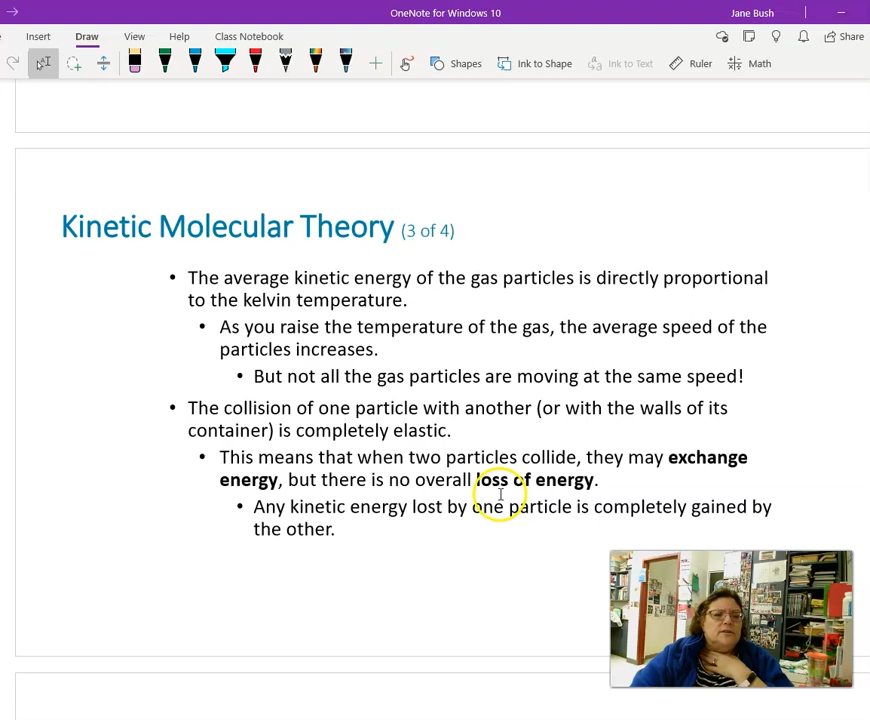 OneNote for Windows 10
Jane Bush
Insert Draw View Help Class Notebook
Share
Shapes Ink to Shape Ink to Text Ruler Math
Kinetic Molecular Theory (3 of 4)
• The average kinetic energy of the gas particles is directly proportional
to the kelvin temperature.
• As you raise the temperature of the gas, the average speed of the
particles increases.
• But not all the gas particles are moving at the same speed!
• The collision of one particle with another (or with the walls of its
container) is completely elastic.
• This means that when two particles collide, they may exchange
energy, but there is no overall loss of energy.
• Any kinetic energy lost by one particle is completely gained by
the other.